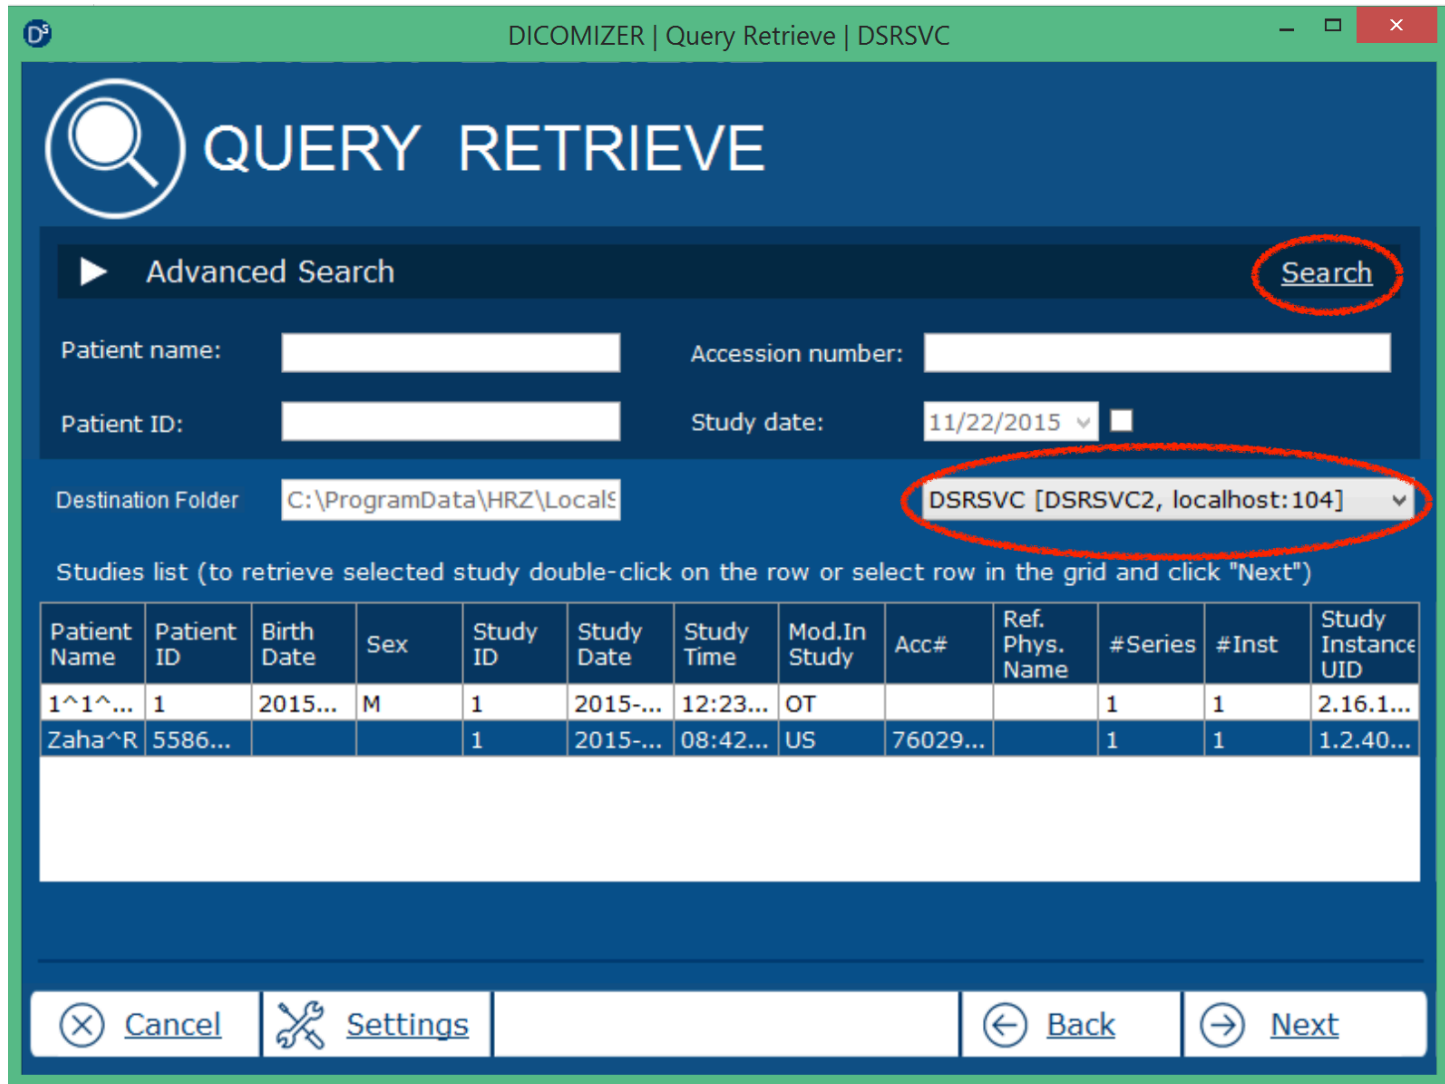 D⁵
DICOMIZER | Query Retrieve | DSRSVC
QUERY RETRIEVE
Advanced Search
Search
Patient name:
Accession number:
Patient ID:
Study date:
11/22/2015
Destination Folder
C:\ProgramData\HRZ\LocalS
DSRSVC [DSRSVC2, localhost:104]
Studies list (to retrieve selected study double-click on the row or select row in the grid and click "Next")
Patient Name Patient ID Birth Date Sex Study ID Study Date Study Time Mod.In Study Acc# Ref. Phys. Name #Series #Inst Study Instance UID
1^1^... 1 2015... M 1 2015-... 12:23... OT 1 1 2.16.1...
Zaha^R 5586... 1 2015-... 08:42... US 76029... 1 1 1.2.40...
Cancel
Settings
Back
Next